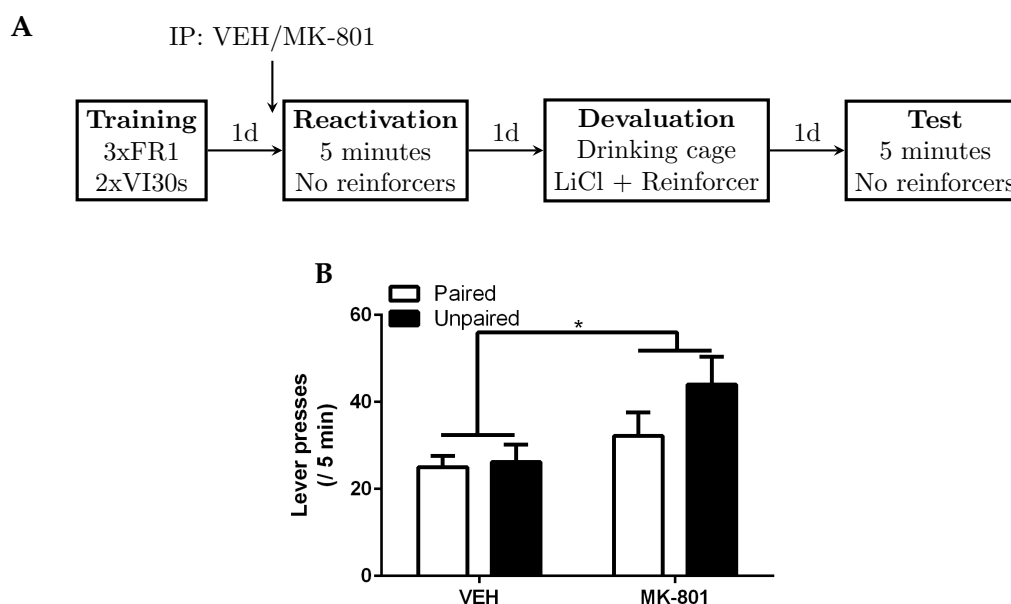 A
IP: VEH/MK-801
Training
3xFR1
2xVI30s
1d
Reactivation
5 minutes
No reinforcers
1d
Devaluation
Drinking cage
LiCl + Reinforcer
1d
Test
5 minutes
No reinforcers
B
Paired
Unpaired
*
60
40
20
0
Lever presses
(/ 5 min)
VEH
MK-801